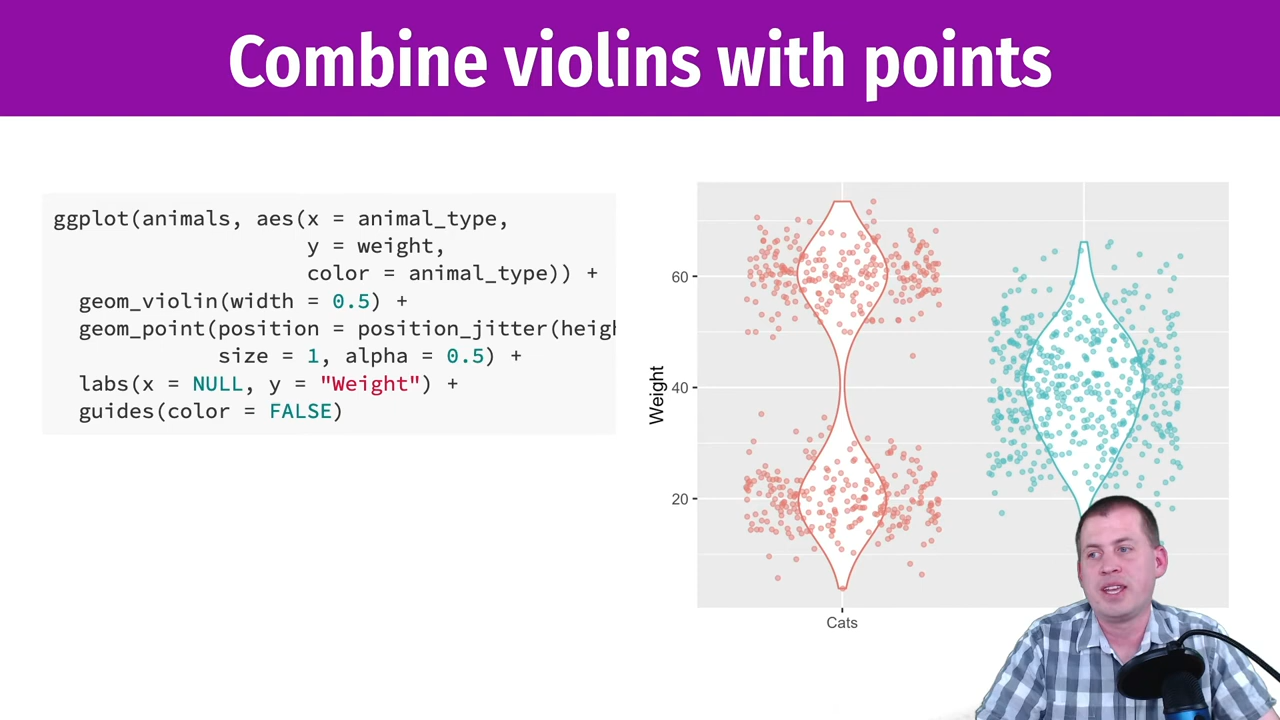 Combine violins with points
ggplot(animals, aes(x = animal_type,
y = weight,
color = animal_type)) +
geom_violin(width = 0.5) +
geom_point(position = position_jitter(heigh
size = 1, alpha = 0.5) +
labs(x = NULL, y = "Weight") +
guides(color = FALSE)
Weight
60
40
20
Cats